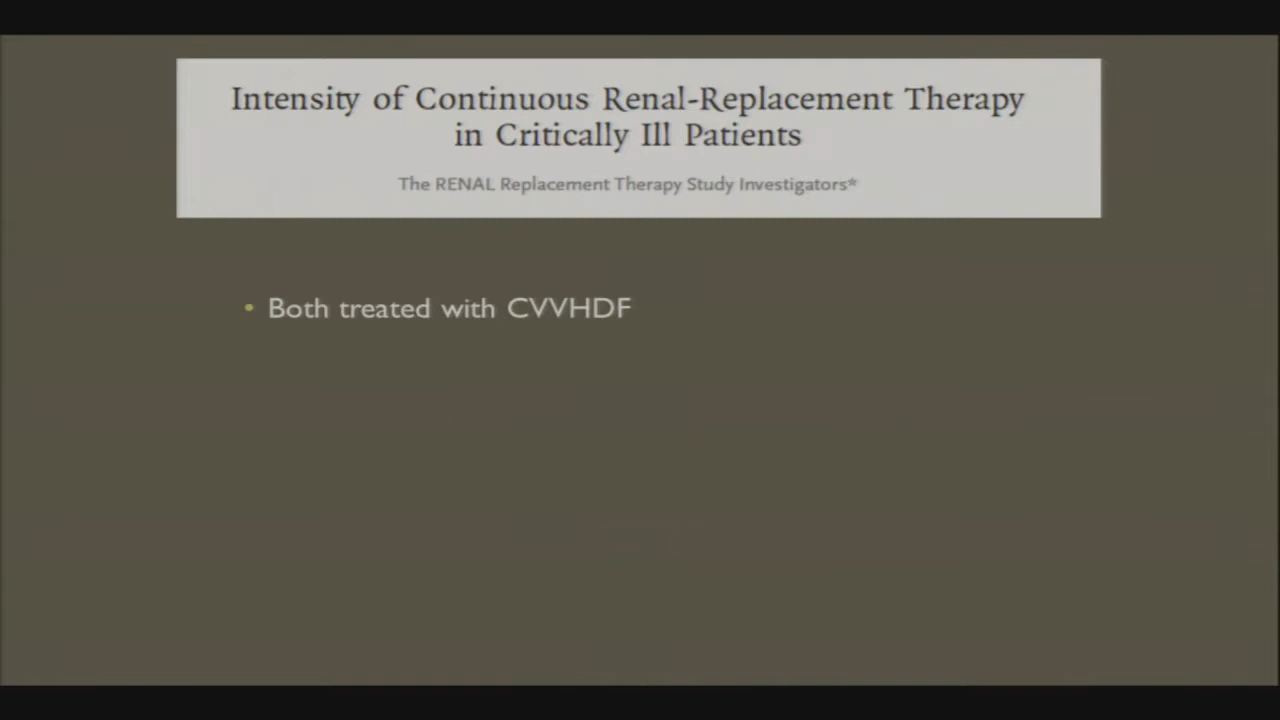 Intensity of Continuous Renal-Replacement Therapy
in Critically Ill Patients
The RENAL Replacement Therapy Study Investigators*
• Both treated with CVVHDF